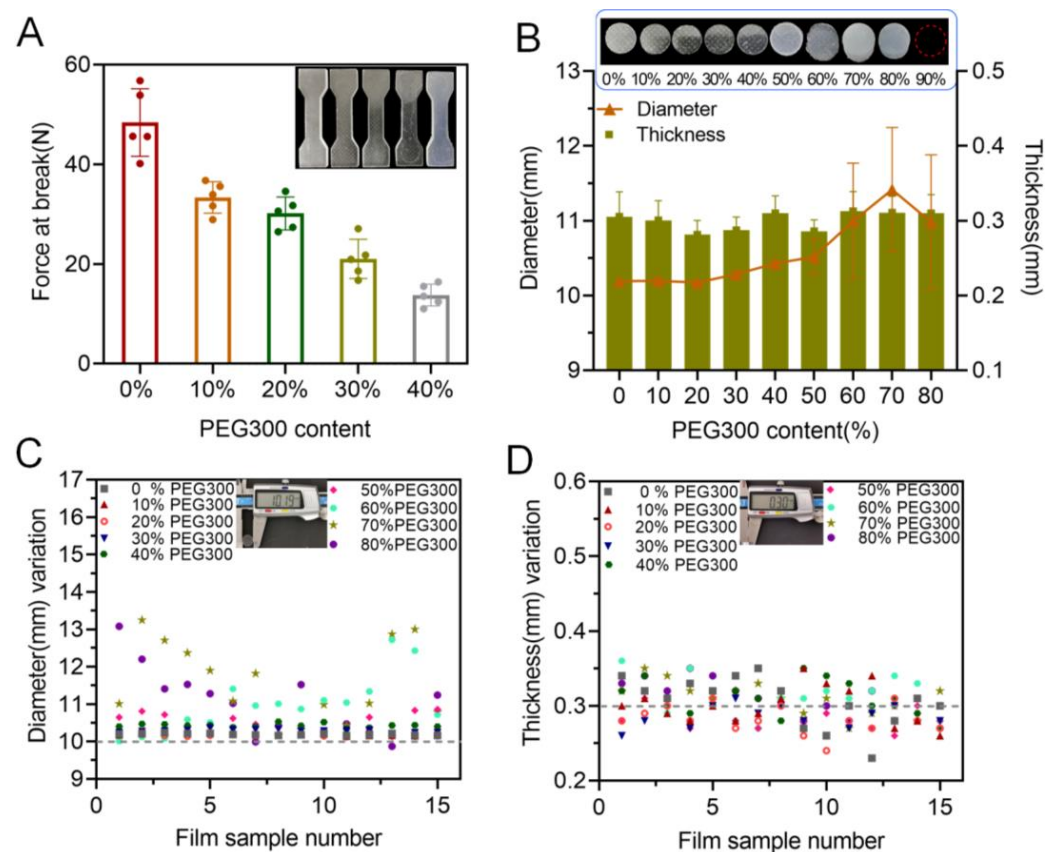 A
Force at break(N)
60
40
20
0
0% 10% 20% 30% 40%
PEG300 content
B
0% 10% 20% 30% 40% 50% 60% 70% 80% 90%
Diameter
Thickness
Diameter(mm)
13
12
11
10
9
Thickness(mm)
0.5
0.4
0.3
0.2
0.1
0 10 20 30 40 50 60 70 80
PEG300 content(%)
C
Diameter(mm) variation
17
16
15
14
13
12
11
10
9
0 % PEG300
10% PEG300
20% PEG300
30% PEG300
40% PEG300
10.19
50%PEG300
60%PEG300
70%PEG300
80%PEG300
0 5 10 15
Film sample number
D
Thickness(mm) variation
0.6
0.5
0.4
0.3
0.2
0 % PEG300
10% PEG300
20% PEG300
30% PEG300
40% PEG300
0.30
50% PEG300
60% PEG300
70% PEG300
80% PEG300
0 5 10 15
Film sample number